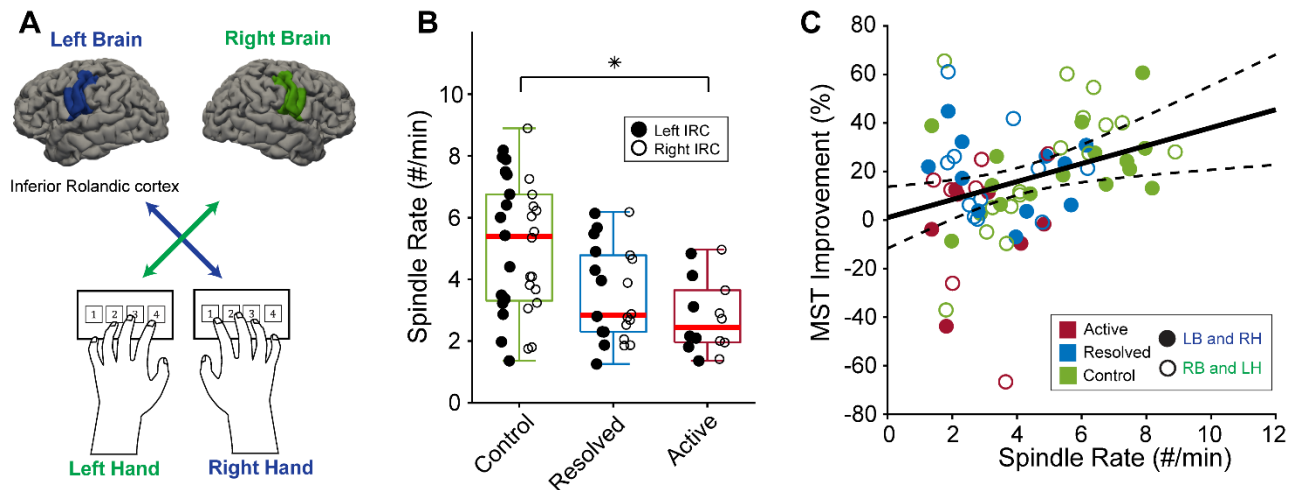 A
Left Brain
Right Brain
Inferior Rolandic cortex
1 2 3 4
1 2 3 4
Left Hand
Right Hand
B
Spindle Rate (#/min)
10
8
6
4
2
0
*
Left IRC
Right IRC
Control
Resolved
Active
C
MST Improvement (%)
80
60
40
20
0
-20
-40
-60
-80
Active
Resolved
Control
LB and RH
RB and LH
0 2 4 6 8 10 12
Spindle Rate (#/min)